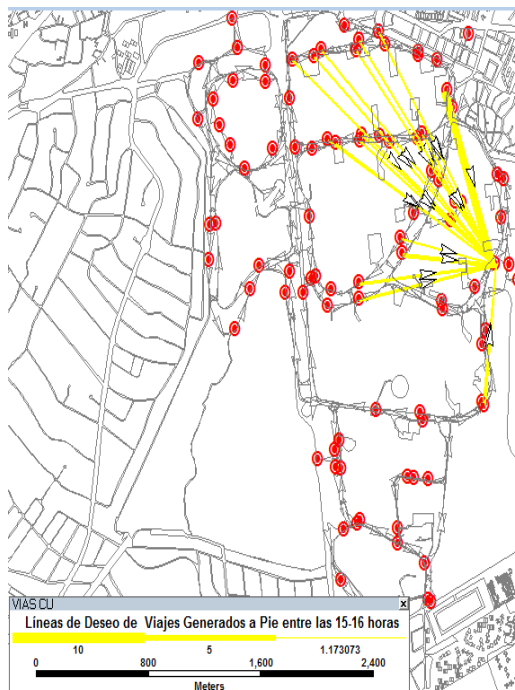 VIAS CU x
Líneas de Deseo de Viajes Generados a Pie entre las 15-16 horas
10 5 1.173073
0 800 1,600 2,400
Meters